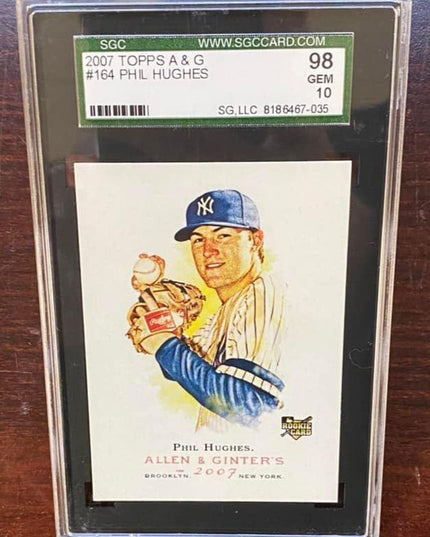 SGC WWW.SGCCARD.COM
2007 TOPPS A & G 98
#164 PHIL HUGHES GEM
10
SG,LLC 8186467-035
NY
Rawlings
ROOKIE
CARD
PHIL HUGHES.
ALLEN & GINTER'S
BROOKLYN. 2007 NEW YORK.